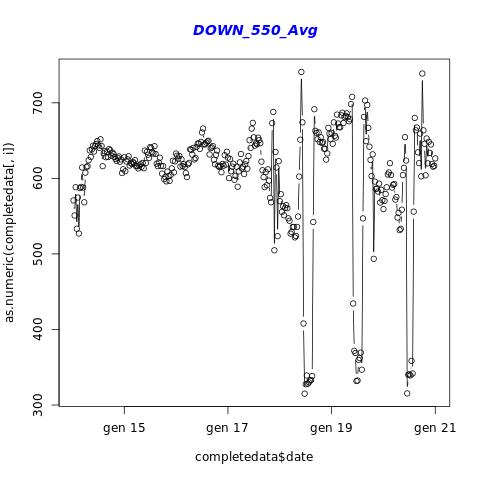 DOWN_550_Avg
as.numeric(completedata[, i])
700
600
500
400
300
gen 15
gen 17
gen 19
gen 21
completedata$date